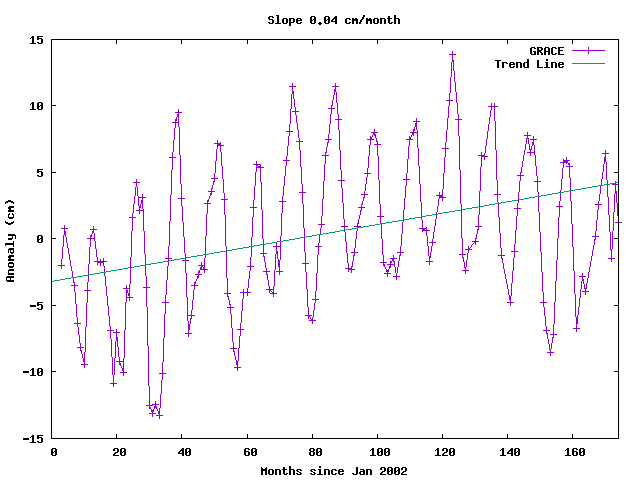 Slope 0.04 cm/month
GRACE
Trend Line
15
10
5
0
-5
-10
-15
Anomaly (cm)
0 20 40 60 80 100 120 140 160
Months since Jan 2002